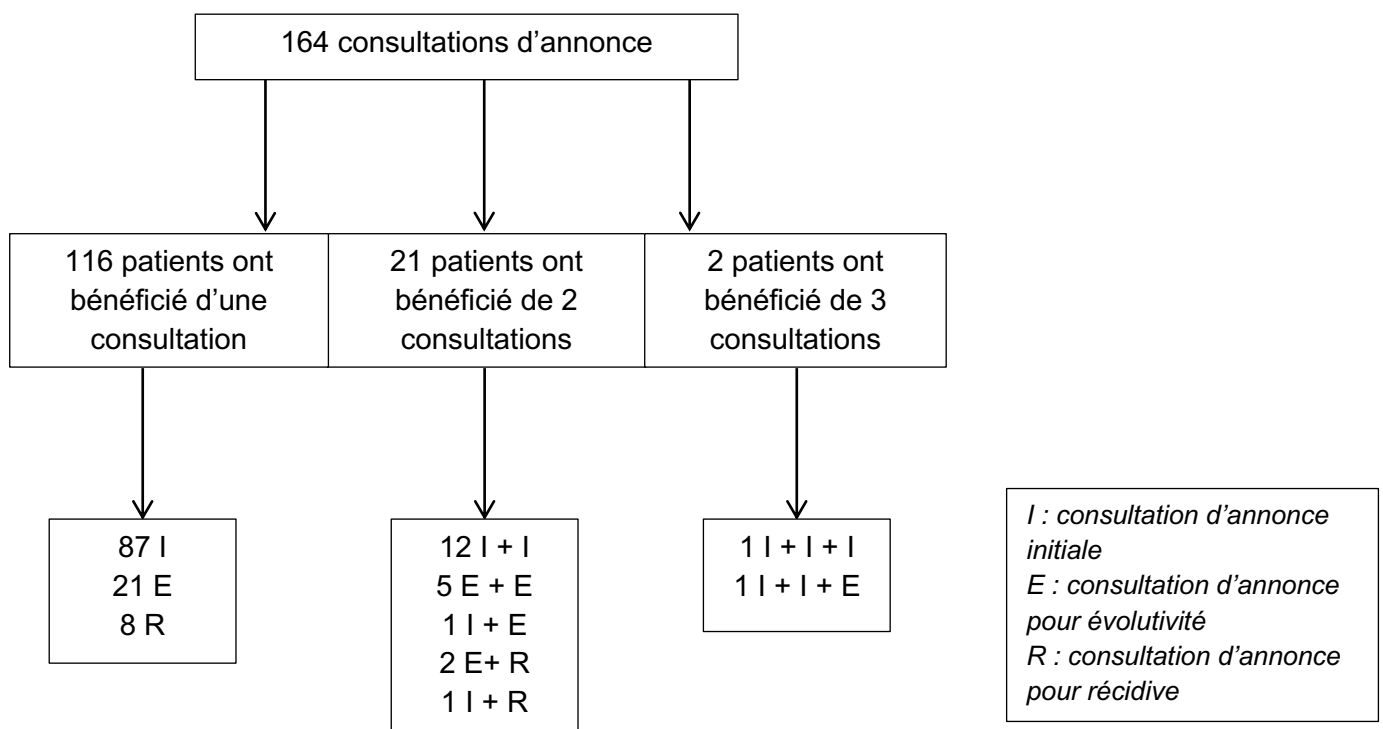 164 consultations d’annonce
116 patients ont
bénéficié d’une
consultation
21 patients ont
bénéficié de 2
consultations
2 patients ont
bénéficié de 3
consultations
87 I
21 E
8 R
12 I + I
5 E + E
1 I + E
2 E+ R
1 I + R
1 I + I + I
1 I + I + E
I : consultation d’annonce
initiale
E : consultation d’annonce
pour évolutivité
R : consultation d’annonce
pour récidive